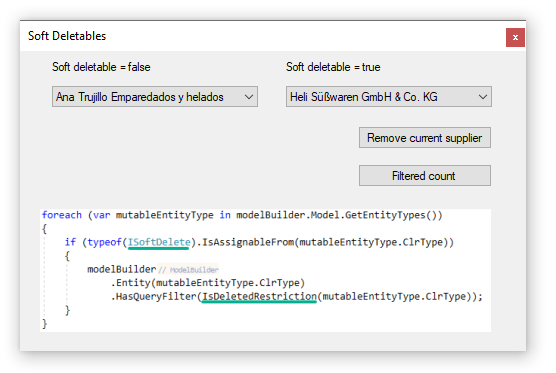 Soft Deletables
x
Soft deletable = false
Soft deletable = true
Ana Trujillo Emparedados y helados
Heli Süßwaren GmbH & Co. KG
Remove current supplier
Filtered count
foreach (var mutableEntityType in modelBuilder.Model.GetEntityTypes())
{
    if (typeof(ISoftDelete).IsAssignableFrom(mutableEntityType.ClrType))
    {
        modelBuilder // ModelBuilder
            .Entity(mutableEntityType.ClrType)
            .HasQueryFilter(IsDeletedRestriction(mutableEntityType.ClrType));
    }
}